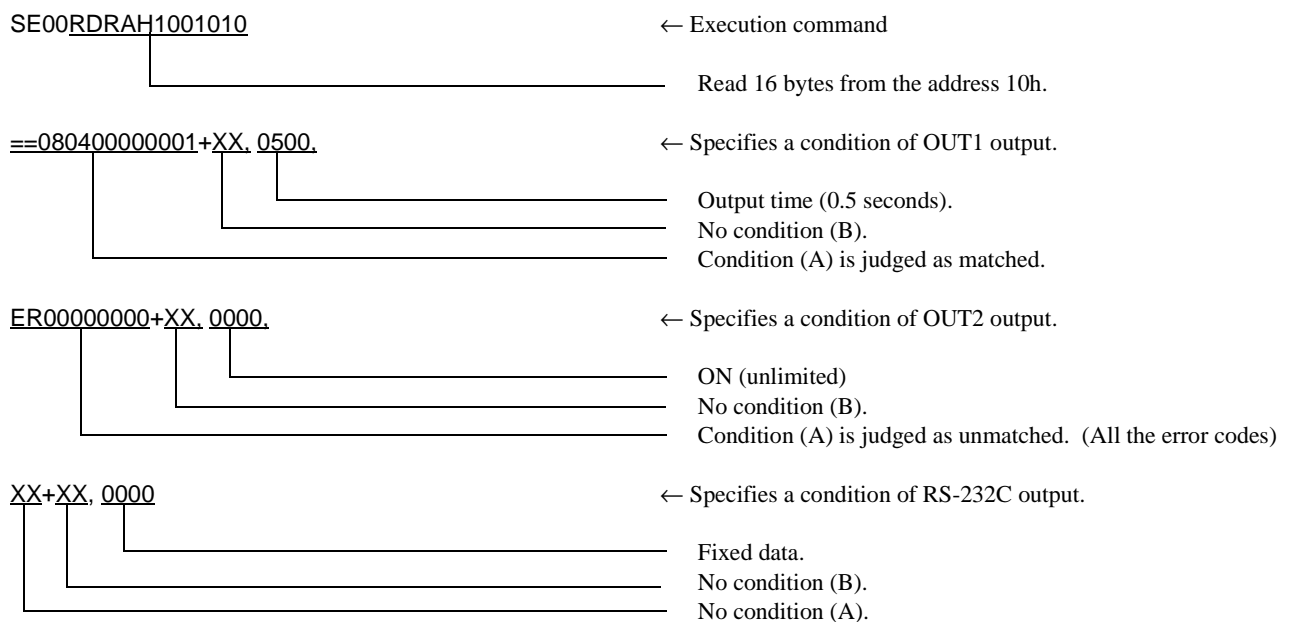 SE00RDRAH1001010 ← Execution command
Read 16 bytes from the address 10h.
==080400000001+XX, 0500, ← Specifies a condition of OUT1 output.
Output time (0.5 seconds).
No condition (B).
Condition (A) is judged as matched.
ER00000000+XX, 0000, ← Specifies a condition of OUT2 output.
ON (unlimited)
No condition (B).
Condition (A) is judged as unmatched. (All the error codes)
XX+XX, 0000 ← Specifies a condition of RS-232C output.
Fixed data.
No condition (B).
No condition (A).